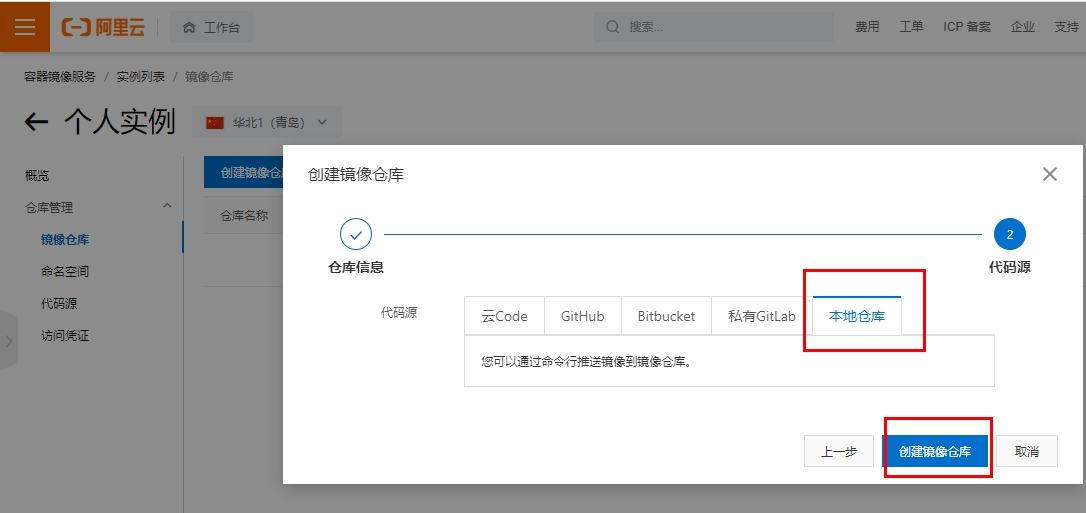 阿里云 工作台 搜索... 费用 工单 ICP 备案 企业 支持
容器镜像服务 / 实例列表 / 镜像仓库
个人实例 华北1（青岛）
概览
仓库管理
镜像仓库
命名空间
代码源
访问凭证
创建镜像仓
仓库名称
创建镜像仓库
2
仓库信息 代码源
代码源 云Code GitHub Bitbucket 私有GitLab 本地仓库
您可以通过命令行推送镜像到镜像仓库。
上一步 创建镜像仓库 取消